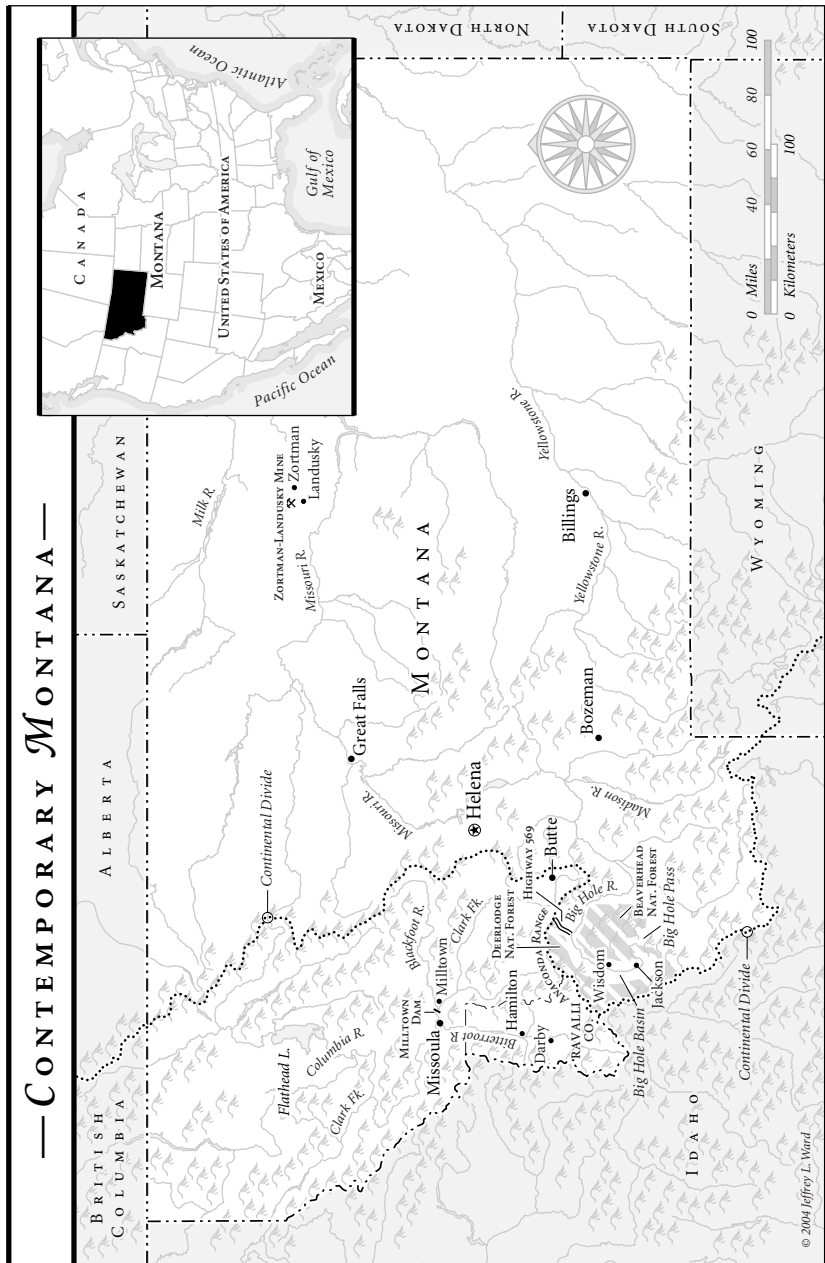 —CONTEMPORARY MONTANA—
BRITISH
COLUMBIA
ALBERTA
SASKATCHEWAN
CANADA
MONTANA
UNITED STATES OF AMERICA
MEXICO
Pacific Ocean
Atlantic Ocean
Gulf of
Mexico
NORTH DAKOTA
SOUTH DAKOTA
Continental Divide
Milk R.
ZORTMAN-LANDUSKY MINE
Zortman
Landusky
Missouri R.
Flathead L.
Columbia R.
Clark Fk.
Great Falls
Missouri R.
MONTANA
Blackfoot R.
Clark Fk.
MILLTOWN
DAM
Milltown
Missoula
Helena
Bitterroot R.
Hamilton
Darby
RAVALLI
CO.
DEERLODGE
NAT. FOREST
HIGHWAY 569
ANACONDA RANGE
Butte
Big Hole R.
Wisdom
Jackson
Big Hole Basin
BEAVERHEAD
NAT. FOREST
Big Hole Pass
Madison R.
Bozeman
Billings
Yellowstone R.
Yellowstone R.
Continental Divide
IDAHO
WYOMING
0 Miles 40 60 80 100
0 Kilometers 100
© 2004 Jeffrey L. Ward